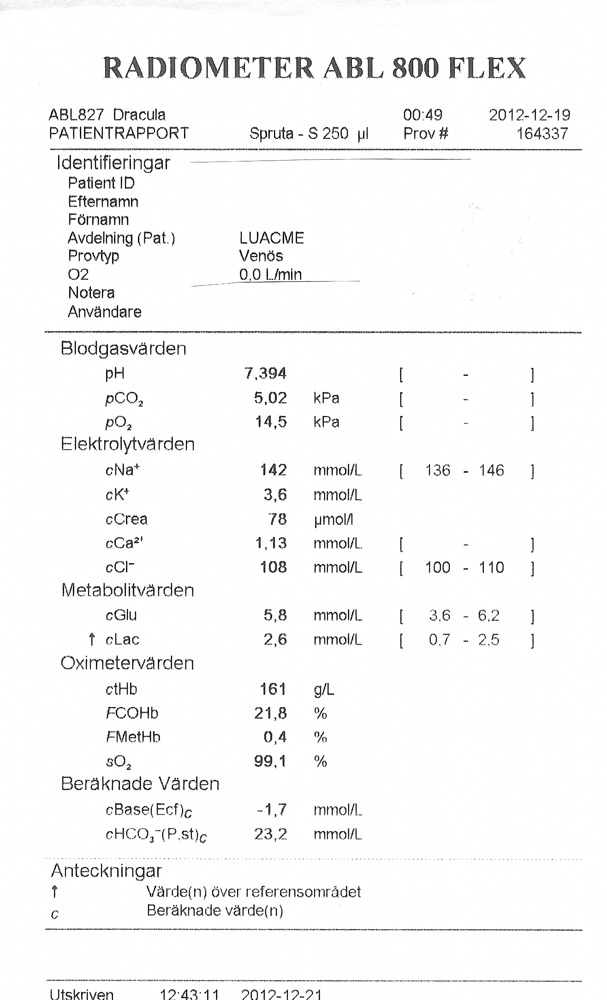 RADIOMETER ABL 800 FLEX
ABL827 Dracula 00:49 2012-12-19
PATIENTRAPPORT Spruta - S 250 µl Prov # 164337
Identifieringar
Patient ID
Efternamn
Förnamn
Avdelning (Pat.) LUACME
Provtyp Venös
O2 0,0 L/min
Notera
Användare
Blodgasvärden
pH 7,394 [ - ]
pCO₂ 5,02 kPa [ - ]
pO₂ 14,5 kPa [ - ]
Elektrolytvärden
cNa⁺ 142 mmol/L [ 136 - 146 ]
cK⁺ 3,6 mmol/L
cCrea 78 µmol/l
cCa²⁺ 1,13 mmol/L [ - ]
cCl⁻ 108 mmol/L [ 100 - 110 ]
Metabolitvärden
cGlu 5,8 mmol/L [ 3,6 - 6,2 ]
↑ cLac 2,6 mmol/L [ 0,7 - 2,5 ]
Oximetervärden
ctHb 161 g/L
FCOHb 21,8 %
FMetHb 0,4 %
sO₂ 99,1 %
Beräknade Värden
cBase(Ecf)c -1,7 mmol/L
cHCO₃⁻(P,st)c 23,2 mmol/L
Anteckningar
↑ Värde(n) över referensområdet
c Beräknade värde(n)
Utskriven 12:43:11 2012-12-21